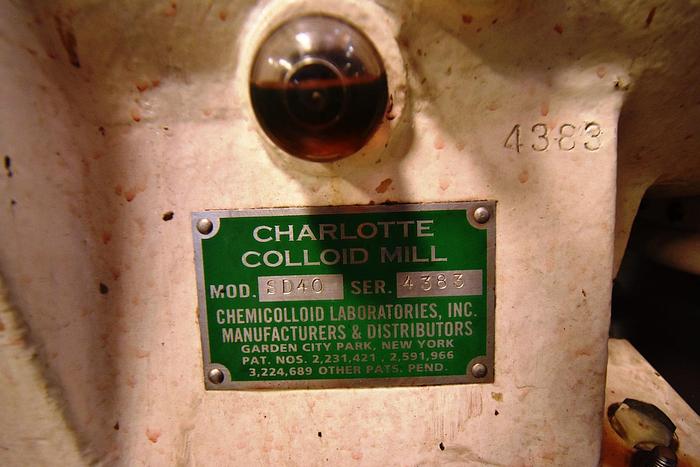 4383
CHARLOTTE
COLLOID MILL
MOD. SD40 SER. 4383
CHEMICOLLOID LABORATORIES, INC.
MANUFACTURERS & DISTRIBUTORS
GARDEN CITY PARK, NEW YORK
PAT. NOS. 2,231,421 . 2,591,966
3,224,689 OTHER PATS. PEND.